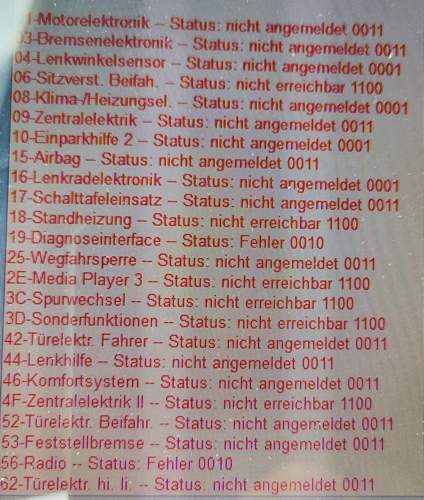 1-Motorelektronik -- Status: nicht angemeldet 0011
03-Bremsenelektronik -- Status: nicht angemeldet 0011
04-Lenkwinkelsensor -- Status: nicht angemeldet 0001
06-Sitzverst. Beifah. -- Status: nicht erreichbar 1100
08-Klima-/Heizungsel. -- Status: nicht angemeldet 0001
09-Zentralelektrik -- Status: nicht angemeldet 0011
10-Einparkhilfe 2 -- Status: nicht angemeldet 0001
15-Airbag -- Status: nicht angemeldet 0011
16-Lenkradelektronik -- Status: nicht angemeldet 0001
17-Schalttafeleinsatz -- Status: nicht angemeldet 0011
18-Standheizung -- Status: nicht erreichbar 1100
19-Diagnoseinterface -- Status: Fehler 0010
25-Wegfahrsperre -- Status: nicht angemeldet 0011
2E-Media Player 3 -- Status: nicht erreichbar 1100
3C-Spurwechsel -- Status: nicht erreichbar 1100
3D-Sonderfunktionen -- Status: nicht erreichbar 1100
42-Türelektr. Fahrer -- Status: nicht angemeldet 0011
44-Lenkhilfe -- Status: nicht angemeldet 0011
46-Komfortsystem -- Status: nicht angemeldet 0011
4F-Zentralelektrik II -- Status: nicht erreichbar 1100
52-Türelektr. Beifahr. -- Status: nicht angemeldet 0011
53-Feststellbremse -- Status: nicht angemeldet 0011
56-Radio -- Status: Fehler 0010
62-Türelektr. hi. li. -- Status: nicht angemeldet 0011